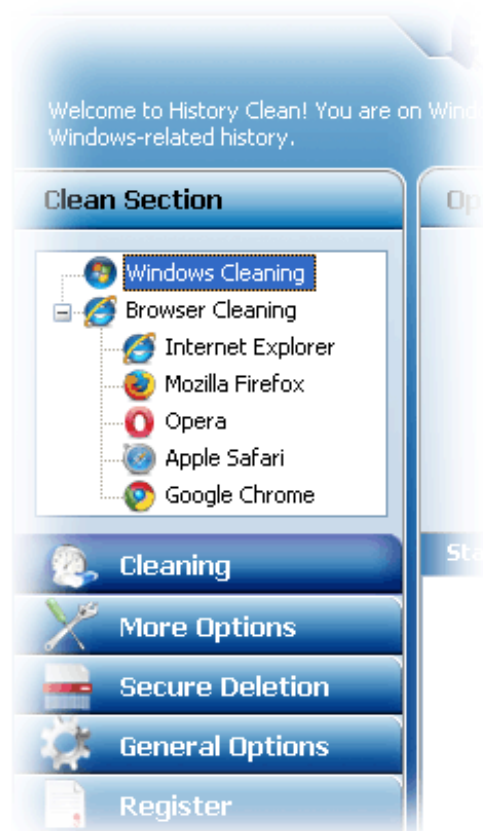 Welcome to History Clean! You are on
Windows-related history.
Clean Section
Windows Cleaning
Browser Cleaning
Internet Explorer
Mozilla Firefox
Opera
Apple Safari
Google Chrome
Cleaning
More Options
Secure Deletion
General Options
Register